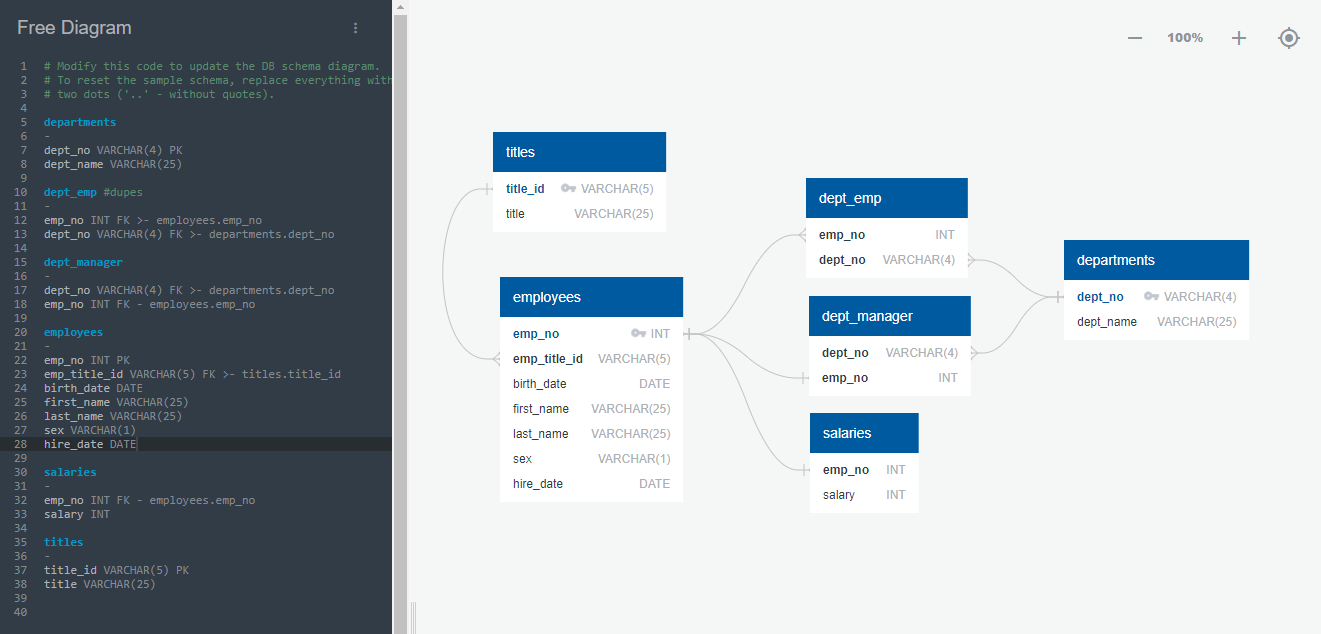 Free Diagram
1 # Modify this code to update the DB schema diagram.
2 # To reset the sample schema, replace everything with
3 # two dots ('..' - without quotes).
4
5 departments
6 -
7 dept_no VARCHAR(4) PK
8 dept_name VARCHAR(25)
9
10 dept_emp #dupes
11 -
12 emp_no INT FK >- employees.emp_no
13 dept_no VARCHAR(4) FK >- departments.dept_no
14
15 dept_manager
16 -
17 dept_no VARCHAR(4) FK >- departments.dept_no
18 emp_no INT FK - employees.emp_no
19
20 employees
21 -
22 emp_no INT PK
23 emp_title_id VARCHAR(5) FK >- titles.title_id
24 birth_date DATE
25 first_name VARCHAR(25)
26 last_name VARCHAR(25)
27 sex VARCHAR(1)
28 hire_date DATE
29
30 salaries
31 -
32 emp_no INT FK - employees.emp_no
33 salary INT
34
35 titles
36 -
37 title_id VARCHAR(5) PK
38 title VARCHAR(25)
39
40
100%
titles
title_id VARCHAR(5)
title VARCHAR(25)
employees
emp_no INT
emp_title_id VARCHAR(5)
birth_date DATE
first_name VARCHAR(25)
last_name VARCHAR(25)
sex VARCHAR(1)
hire_date DATE
dept_emp
emp_no INT
dept_no VARCHAR(4)
dept_manager
dept_no VARCHAR(4)
emp_no INT
salaries
emp_no INT
salary INT
departments
dept_no VARCHAR(4)
dept_name VARCHAR(25)